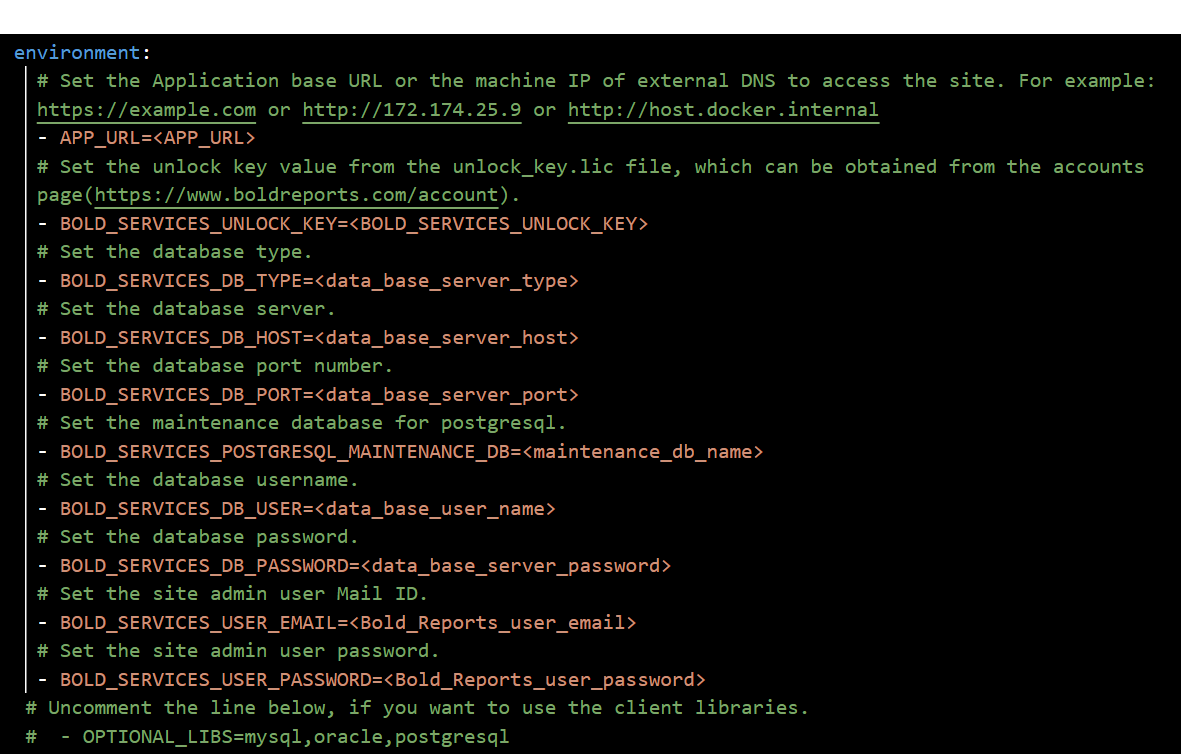 environment:
# Set the Application base URL or the machine IP of external DNS to access the site. For example:
https://example.com or http://172.174.25.9 or http://host.docker.internal
- APP_URL=<APP_URL>
# Set the unlock key value from the unlock_key.lic file, which can be obtained from the accounts
page(https://www.boldreports.com/account).
- BOLD_SERVICES_UNLOCK_KEY=<BOLD_SERVICES_UNLOCK_KEY>
# Set the database type.
- BOLD_SERVICES_DB_TYPE=<data_base_server_type>
# Set the database server.
- BOLD_SERVICES_DB_HOST=<data_base_server_host>
# Set the database port number.
- BOLD_SERVICES_DB_PORT=<data_base_server_port>
# Set the maintenance database for postgresql.
- BOLD_SERVICES_POSTGRESQL_MAINTENANCE_DB=<maintenance_db_name>
# Set the database username.
- BOLD_SERVICES_DB_USER=<data_base_user_name>
# Set the database password.
- BOLD_SERVICES_DB_PASSWORD=<data_base_server_password>
# Set the site admin user Mail ID.
- BOLD_SERVICES_USER_EMAIL=<Bold_Reports_user_email>
# Set the site admin user password.
- BOLD_SERVICES_USER_PASSWORD=<Bold_Reports_user_password>
# Uncomment the line below, if you want to use the client libraries.
#  - OPTIONAL_LIBS=mysql,oracle,postgresql